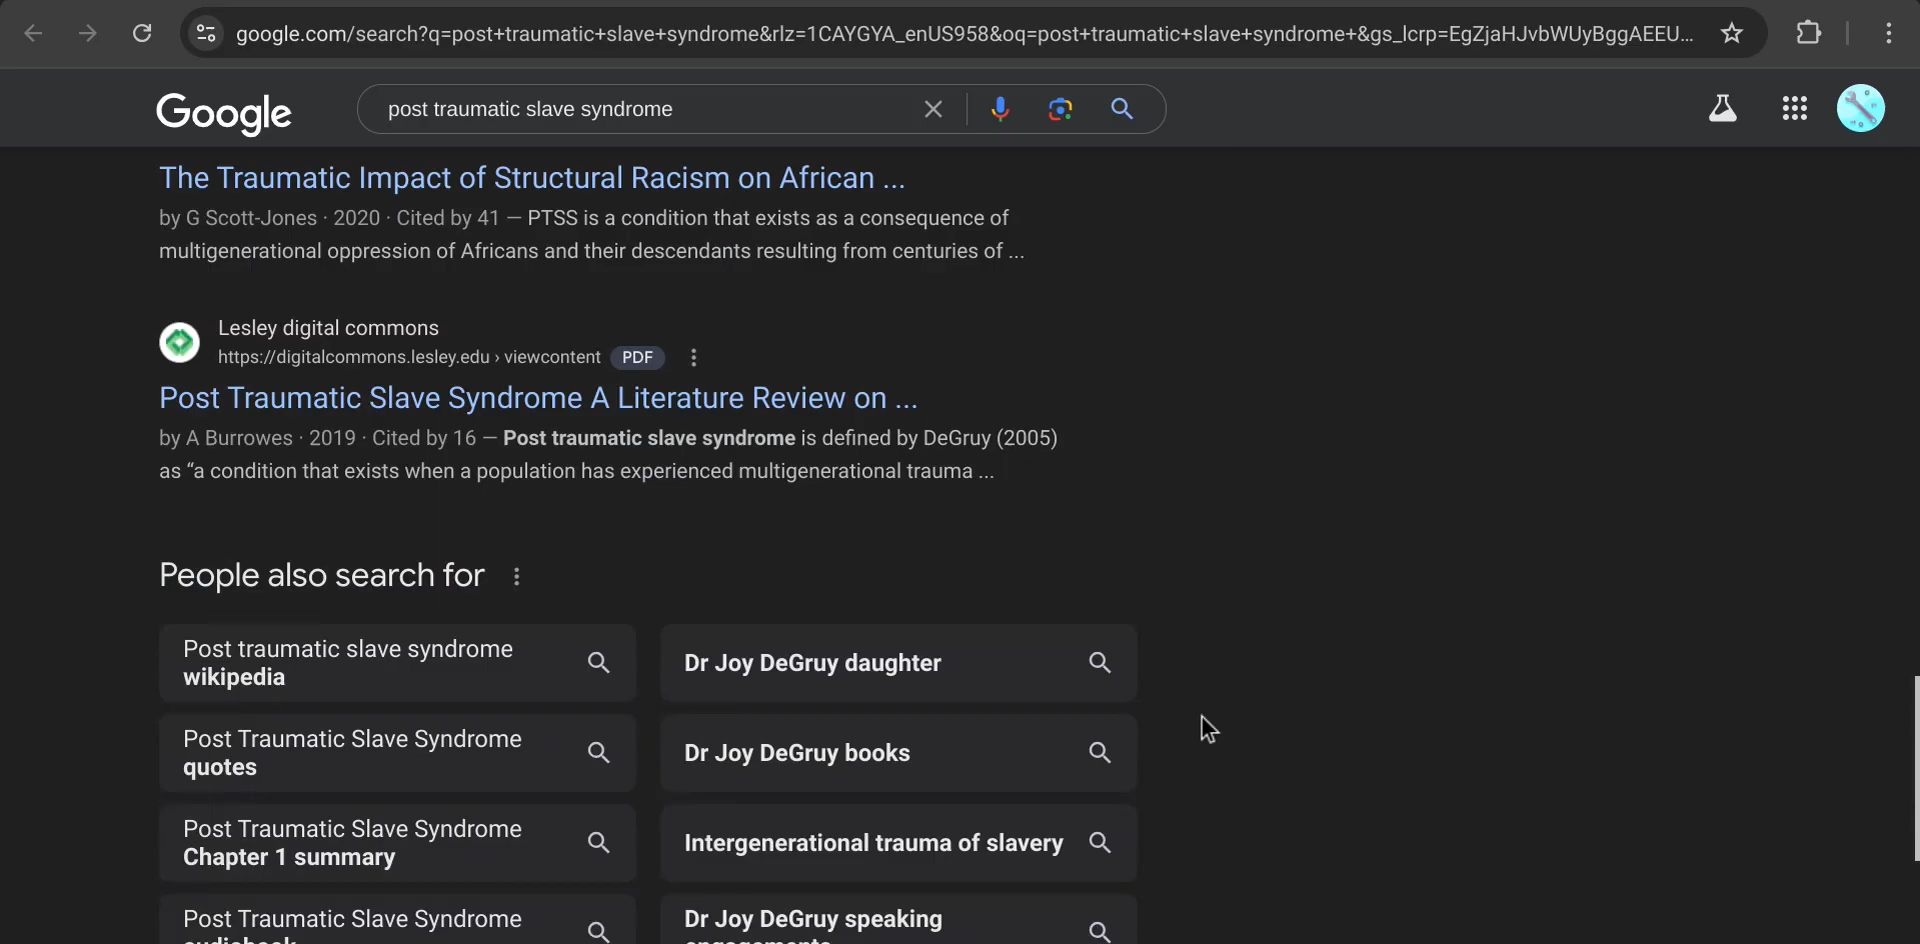 google.com/search?q=post+traumatic+slave+syndrome&rlz=1CAYGYA_enUS958&oq=post+traumatic+slave+syndrome+&gs_lcrp=EgZjaHJvbWUyBggAEEU...
Google
post traumatic slave syndrome
The Traumatic Impact of Structural Racism on African ...
by G Scott-Jones · 2020 · Cited by 41 — PTSS is a condition that exists as a consequence of
multigenerational oppression of Africans and their descendants resulting from centuries of ...
Lesley digital commons
https://digitalcommons.lesley.edu › viewcontent PDF
Post Traumatic Slave Syndrome A Literature Review on ...
by A Burrowes · 2019 · Cited by 16 — Post traumatic slave syndrome is defined by DeGruy (2005)
as “a condition that exists when a population has experienced multigenerational trauma ...
People also search for
Post traumatic slave syndrome
wikipedia
Dr Joy DeGruy daughter
Post Traumatic Slave Syndrome
quotes
Dr Joy DeGruy books
Post Traumatic Slave Syndrome
Chapter 1 summary
Intergenerational trauma of slavery
Post Traumatic Slave Syndrome
Dr Joy DeGruy speaking